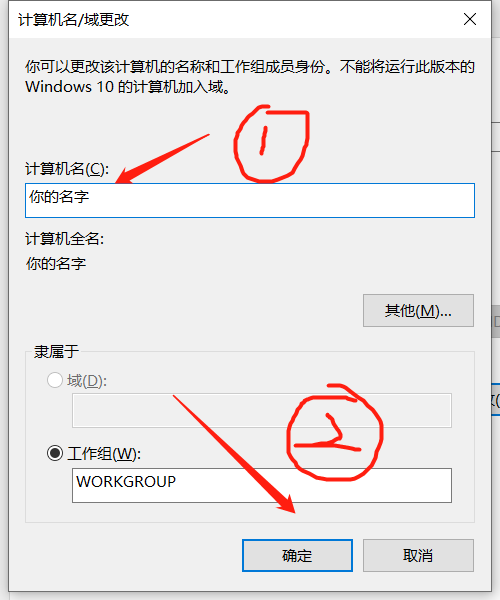 计算机名/域更改
你可以更改该计算机的名称和工作组成员身份。不能将运行此版本的
Windows 10 的计算机加入域。
1
计算机名(C):
你的名字
计算机全名:
你的名字
其他(M)...
隶属于
域(D):
2
工作组(W):
WORKGROUP
确定
取消